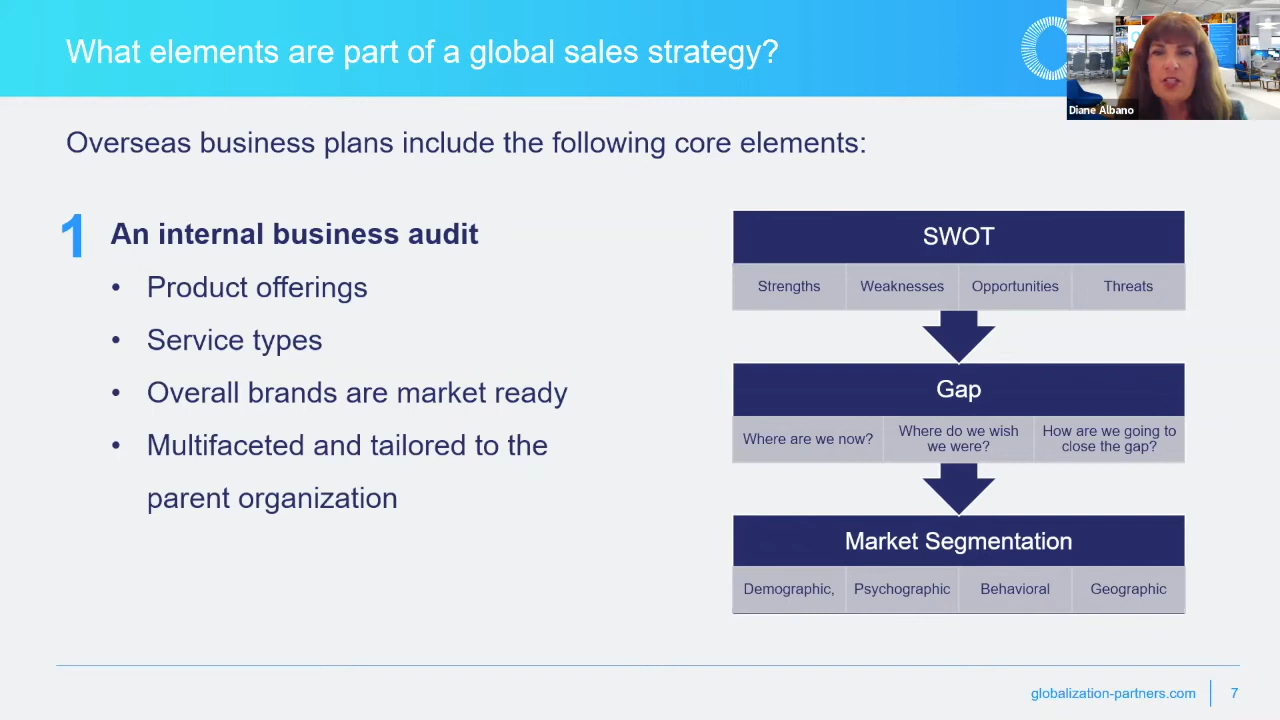 What elements are part of a global sales strategy?
Diane Albano
Overseas business plans include the following core elements:
1 An internal business audit
• Product offerings
• Service types
• Overall brands are market ready
• Multifaceted and tailored to the
parent organization
SWOT
Strengths Weaknesses Opportunities Threats
Gap
Where are we now? Where do we wish we were? How are we going to close the gap?
Market Segmentation
Demographic, Psychographic Behavioral Geographic
globalization-partners.com 7